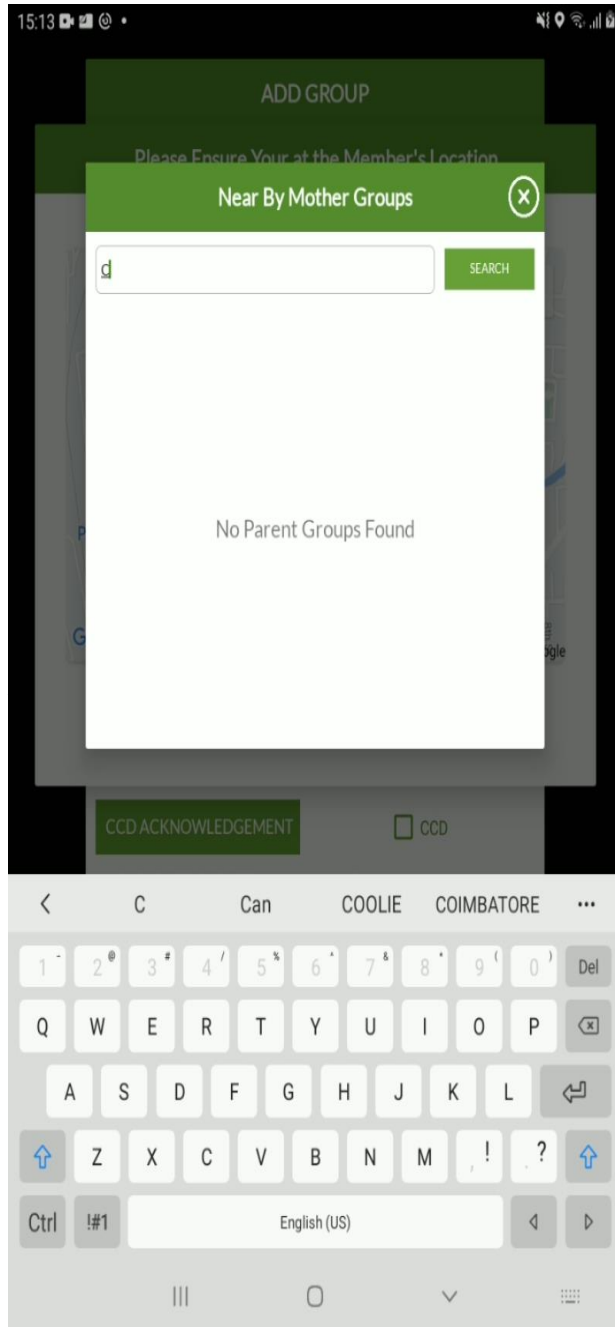 15:13
ADD GROUP
Please Ensure Your at the Member's Location
Near By Mother Groups
SEARCH
No Parent Groups Found
CCD ACKNOWLEDGEMENT
CCD
C Can COOLIE COIMBATORE ...
1 - 2 @ 3 # 4 / 5 % 6 ^ 7 & 8 * 9 ( 0 ) Del
Q W E R T Y U I O P
A S D F G H J K L
Z X C V B N M , ! . ?
Ctrl !#1 English (US)